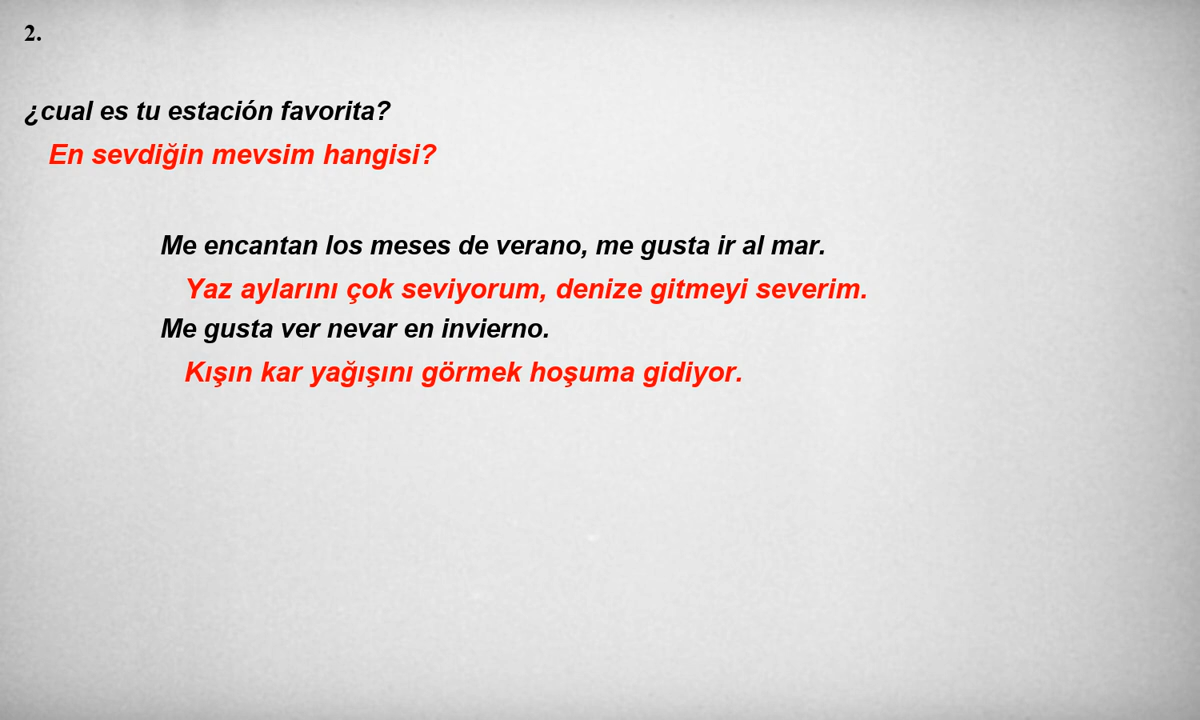 2.
¿cual es tu estación favorita?
En sevdiğin mevsim hangisi?
Me encantan los meses de verano, me gusta ir al mar.
Yaz aylarını çok seviyorum, denize gitmeyi severim.
Me gusta ver nevar en invierno.
Kışın kar yağışını görmek hoşuma gidiyor.